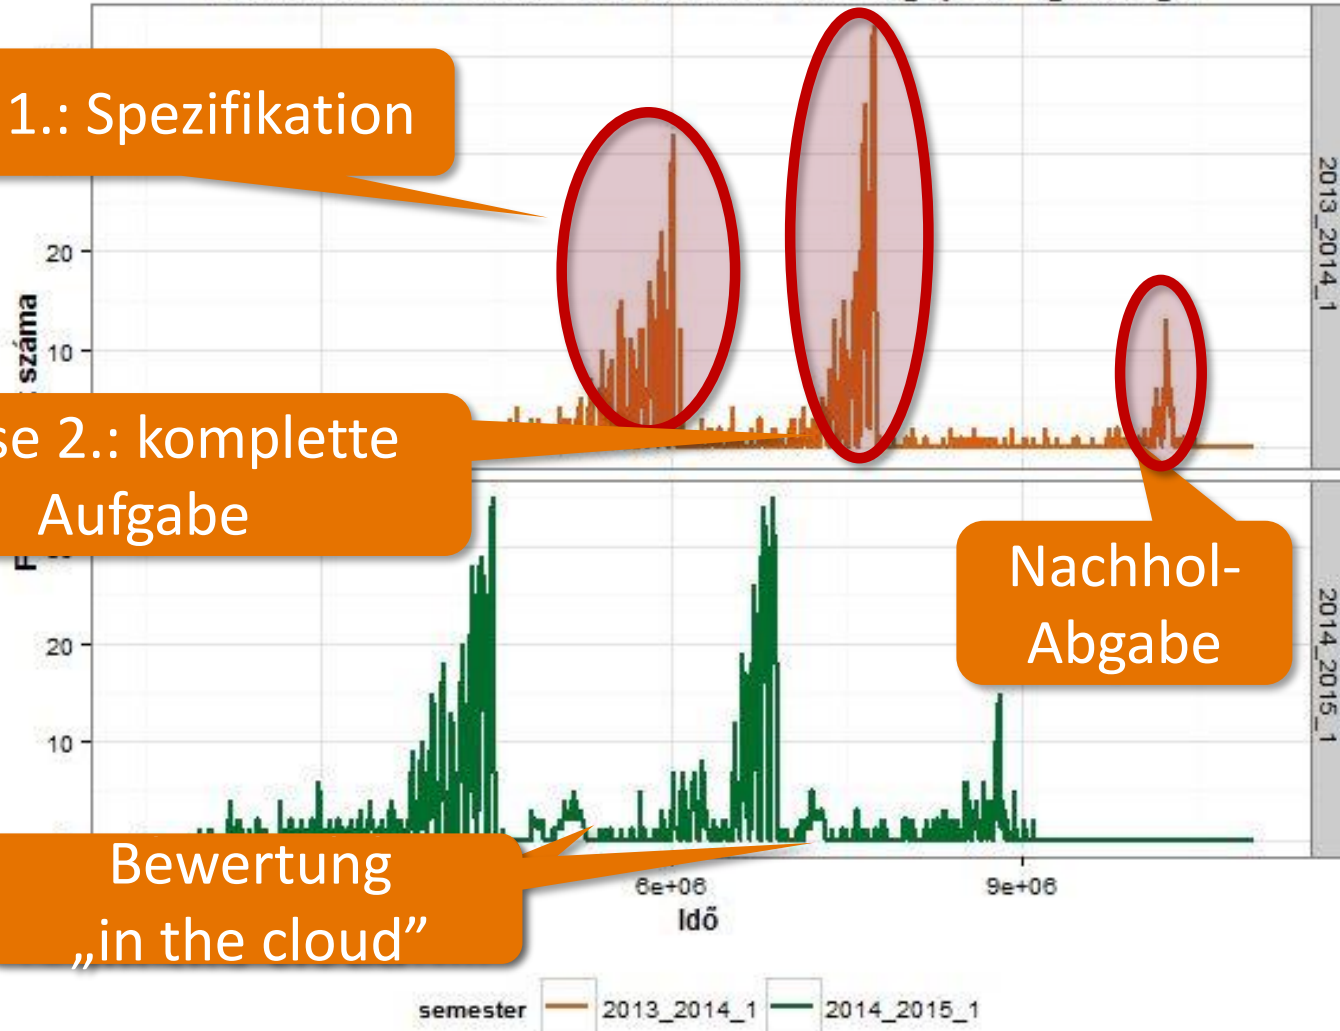 1.: Spezifikation
20
10
száma
2013_2014_1
se 2.: komplette
Aufgabe
Nachhol-
Abgabe
20
10
2014_2015_1
Bewertung
„in the cloud”
6e+06
9e+06
Idő
semester 2013_2014_1 2014_2015_1